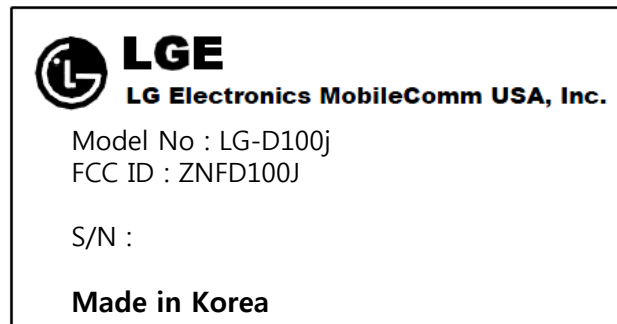 LGE
LG Electronics MobileComm USA, Inc.
Model No : LG-D100j
FCC ID : ZNFD100J
S/N :
Made in Korea